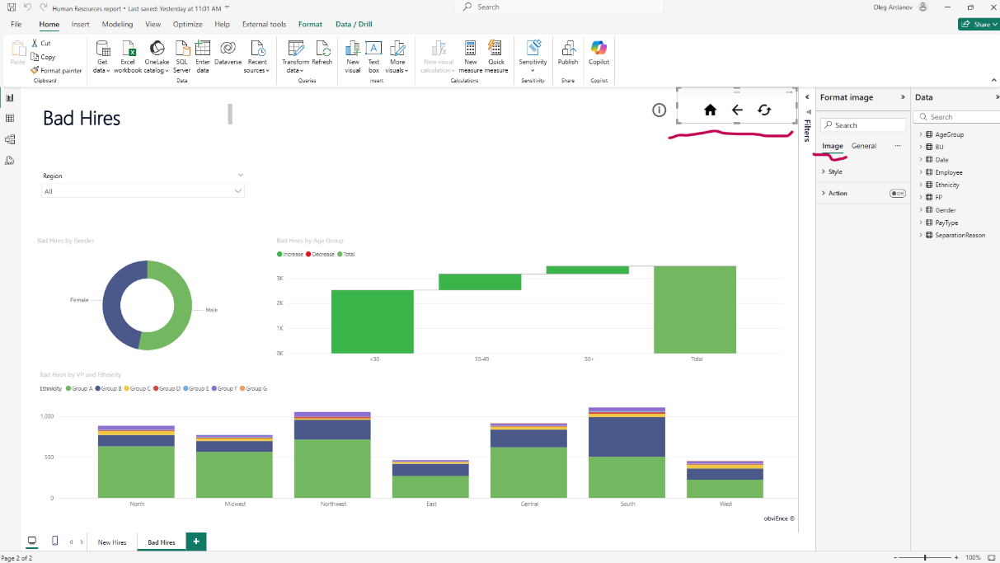 Human Resources report • Last saved: Yesterday at 11:01 AM
Search
Oleg Arslanov
File Home Insert Modeling View Optimize Help External tools Format Data / Drill
Share
Paste
Cut
Copy
Format painter
Clipboard
Get data
Excel workbook
OneLake catalog
SQL Server
Enter data
Dataverse
Recent sources
Data
Transform data
Refresh
Queries
New visual
Text box
More visuals
Insert
New visual calculation
New measure
Quick measure
Calculations
Sensitivity
Sensitivity
Publish
Share
Copilot
Copilot
Bad Hires
Region
All
Bad Hires by Gender
Female
Male
Bad Hires by Age Group
Increase Decrease Total
3K
2K
1K
0K
<30 30-49 50+ Total
Bad Hires by VP and Ethnicity
Ethnicity Group A Group B Group C Group D Group E Group F Group G
1,000
500
0
North Midwest Northwest East Central South West
obviEnce ©
Filters
Format image
Search
Image General
Style
Action Off
Data
Search
AgeGroup
BU
Date
Employee
Ethnicity
FP
Gender
PayType
SeparationReason
New Hires Bad Hires +
Page 2 of 2
- + 100%